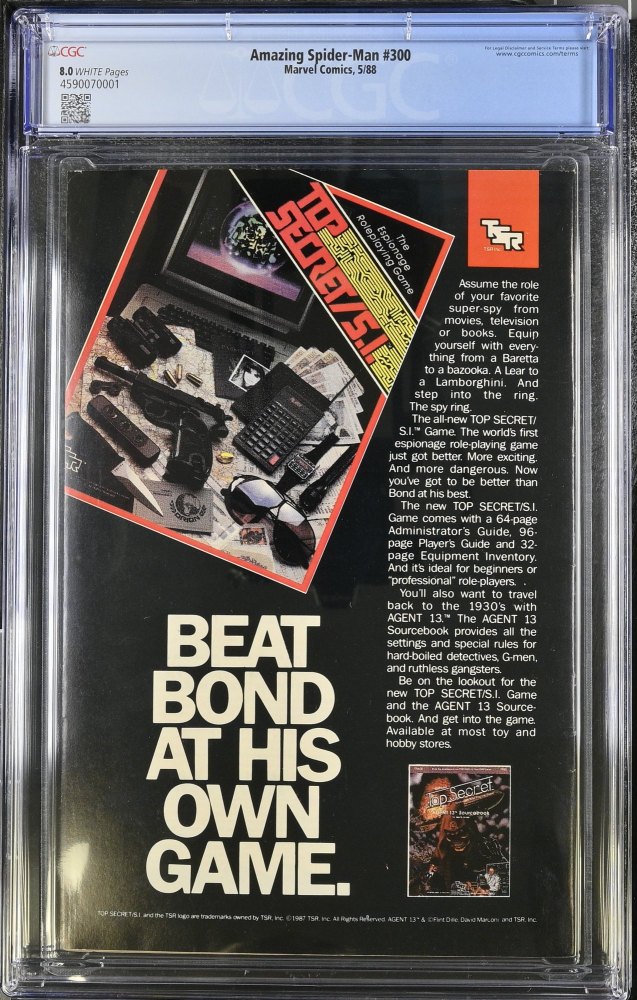 CGC
Amazing Spider-Man #300
Marvel Comics, 5/88
8.0 WHITE Pages
4590070001
For Legal Disclaimer and Service Terms please visit
www.cgccomics.com/terms
CGC
TOP
SECRET/S.I.
The
Espionage
Roleplaying Game
TSR
TSR Inc.
Assume the role
of your favorite
super-spy from
movies, television
or books. Equip
yourself with every-
thing from a Baretta
to a bazooka. A Lear to
a Lamborghini. And
step into the ring.
The spy ring.
The all-new TOP SECRET/
S.I.™ Game. The world's first
espionage role-playing game
just got better. More exciting.
And more dangerous. Now
you've got to be better than
Bond at his best.
The new TOP SECRET/S.I.
Game comes with a 64-page
Administrator's Guide, 96-
page Player's Guide and 32-
page Equipment Inventory.
And it's ideal for beginners or
"professional" role-players.
You'll also want to travel
back to the 1930's with
AGENT 13.™ The AGENT 13
Sourcebook provides all the
settings and special rules for
hard-boiled detectives, G-men,
and ruthless gangsters.
Be on the lookout for the
new TOP SECRET/S.I. Game
and the AGENT 13 Source-
book. And get into the game.
Available at most toy and
hobby stores.
BEAT
BOND
AT HIS
OWN
GAME.
Top Secret
AGENT 13™ Sourcebook
TOP SECRET/S.I. and the TSR logo are trademarks owned by TSR, Inc. ©1987 TSR, Inc. All Rights Reserved. AGENT 13™ & ©Flint Dille, David Marconi and TSR, Inc.